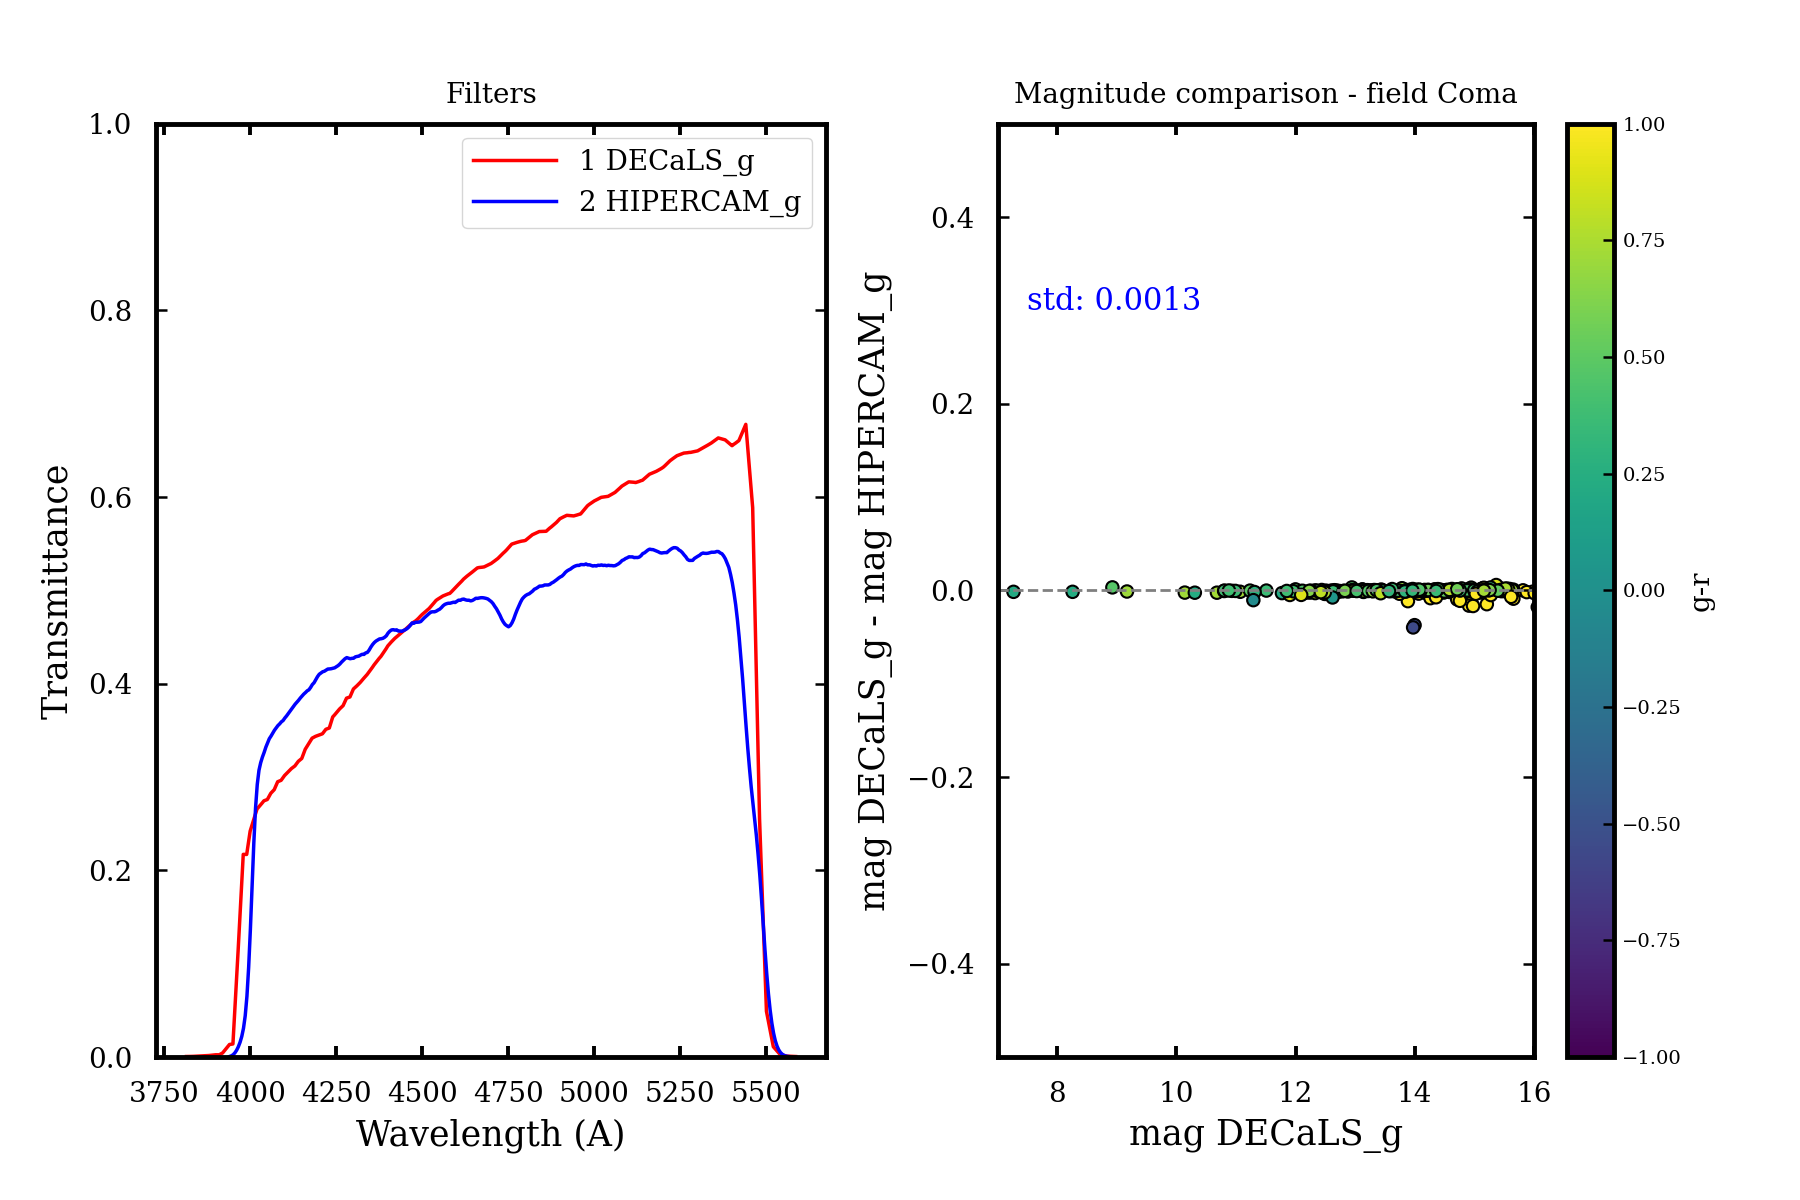 Filters
1.0
0.8
0.6
0.4
0.2
0.0
Transmittance
1 DECaLS_g
2 HIPERCAM_g
3750 4000 4250 4500 4750 5000 5250 5500
Wavelength (A)
Magnitude comparison - field Coma
0.4
0.2
0.0
−0.2
−0.4
mag DECaLS_g - mag HIPERCAM_g
std: 0.0013
8 10 12 14 16
mag DECaLS_g
1.00
0.75
0.50
0.25
0.00
−0.25
−0.50
−0.75
−1.00
g-r